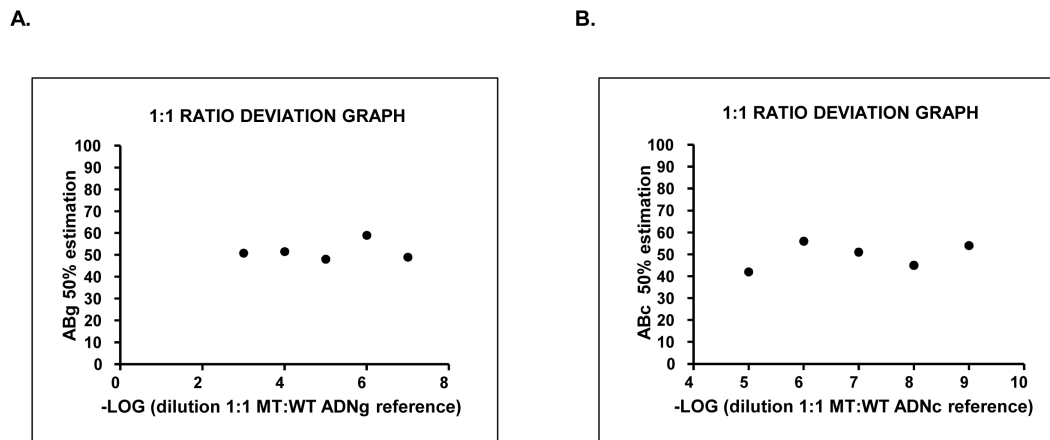 A.
1:1 RATIO DEVIATION GRAPH
100
90
80
70
60
50
40
30
20
10
0
ABg 50% estimation
0 2 4 6 8
-LOG (dilution 1:1 MT:WT ADNg reference)
B.
1:1 RATIO DEVIATION GRAPH
100
90
80
70
60
50
40
30
20
10
0
ABc 50% estimation
4 5 6 7 8 9 10
-LOG (dilution 1:1 MT:WT ADNc reference)